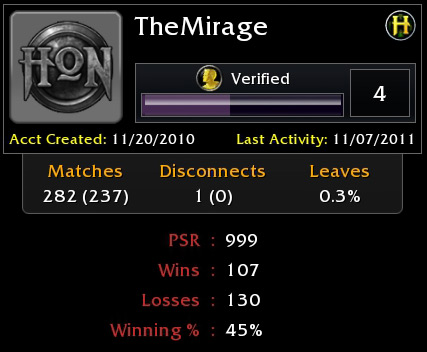 TheMirage
H
HON
Verified
4
Acct Created: 11/20/2010 Last Activity: 11/07/2011
Matches Disconnects Leaves
282 (237) 1 (0) 0.3%
PSR : 999
Wins : 107
Losses : 130
Winning % : 45%